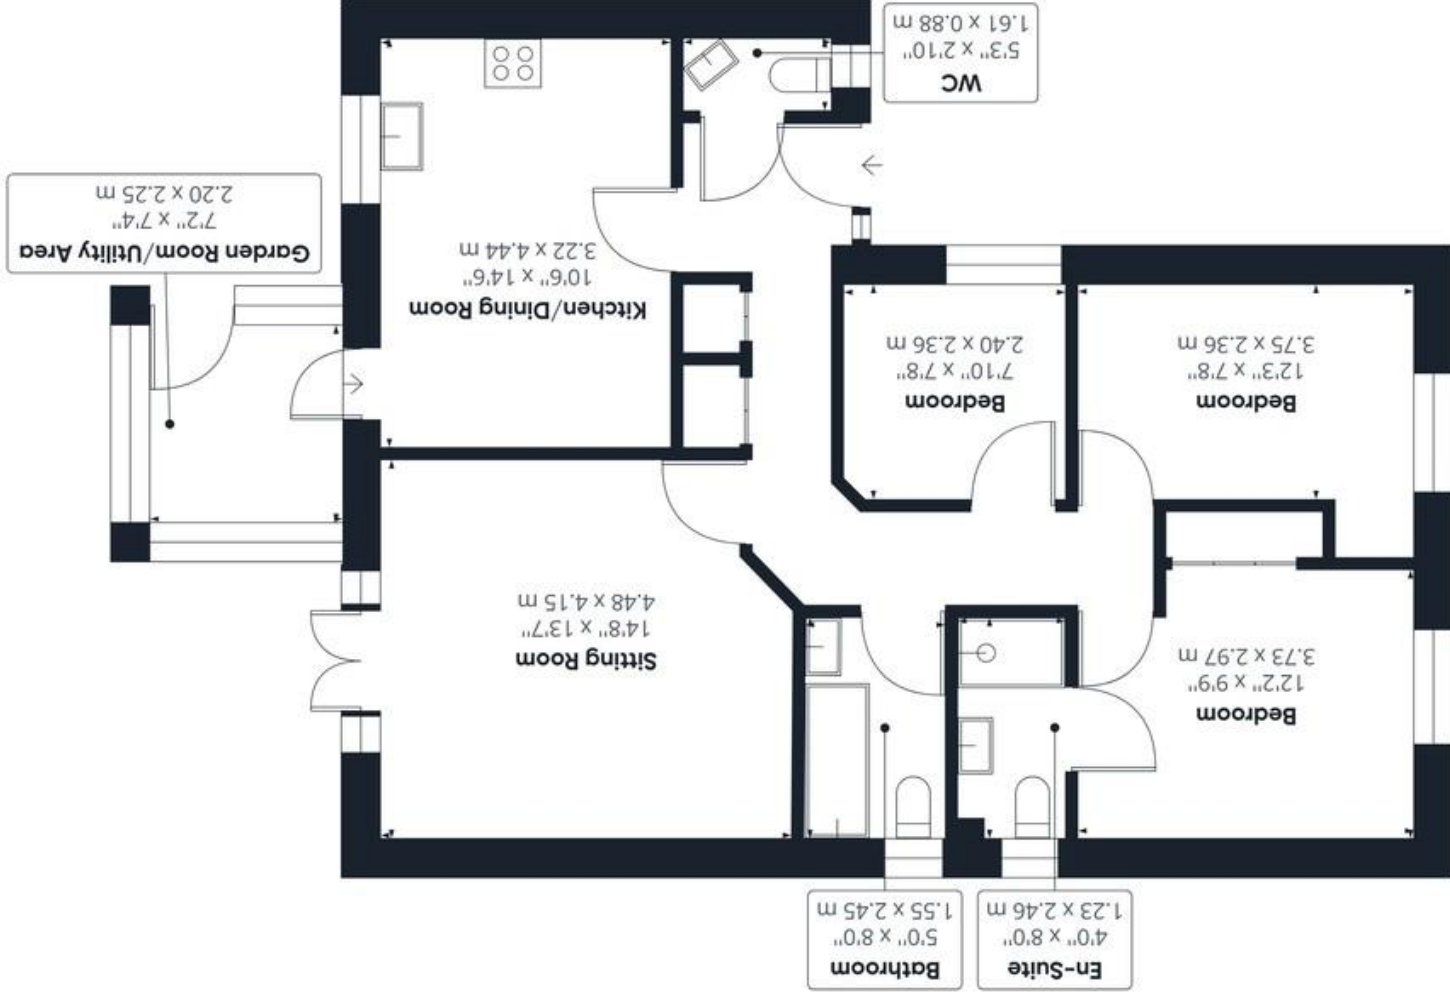 En-Suite
4'0" x 8'0"
1.23 x 2.46 m
Bathroom
5'0" x 8'0"
1.55 x 2.45 m
Bedroom
12'2" x 9'9"
3.73 x 2.97 m
Sitting Room
14'8" x 13'7"
4.48 x 4.15 m
Bedroom
12'3" x 7'8"
3.75 x 2.36 m
Bedroom
7'10" x 7'8"
2.40 x 2.36 m
Kitchen/Dining Room
10'6" x 14'6"
3.22 x 4.44 m
Garden Room/Utility Area
7'2" x 7'4"
2.20 x 2.25 m
WC
5'3" x 2'10"
1.61 x 0.88 m